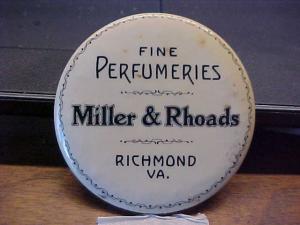 FINE
PERFUMERIES
Miller & Rhoads
RICHMOND
VA.